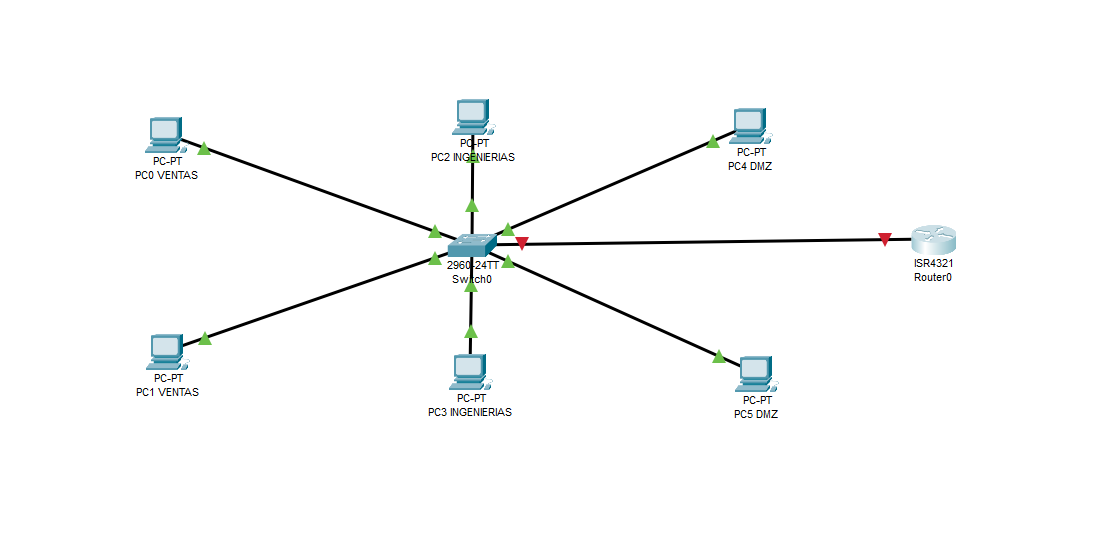 PC-PT
PC0 VENTAS
PC-PT
PC2 INGENIERIAS
PC-PT
PC4 DMZ
2960-24TT
Switch0
ISR4321
Router0
PC-PT
PC1 VENTAS
PC-PT
PC3 INGENIERIAS
PC-PT
PC5 DMZ